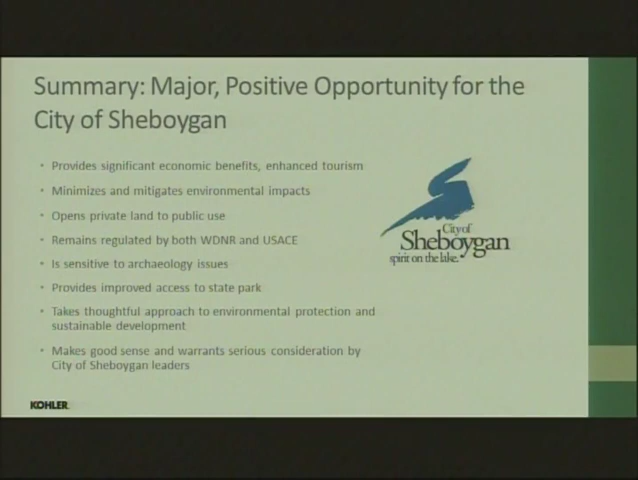 Summary: Major, Positive Opportunity for the
City of Sheboygan
• Provides significant economic benefits, enhanced tourism
• Minimizes and mitigates environmental impacts
• Opens private land to public use
• Remains regulated by both WDNR and USACE
• Is sensitive to archaeology issues
• Provides improved access to state park
• Takes thoughtful approach to environmental protection and
sustainable development
• Makes good sense and warrants serious consideration by
City of Sheboygan leaders
City of
Sheboygan
spirit on the lake.
KOHLER